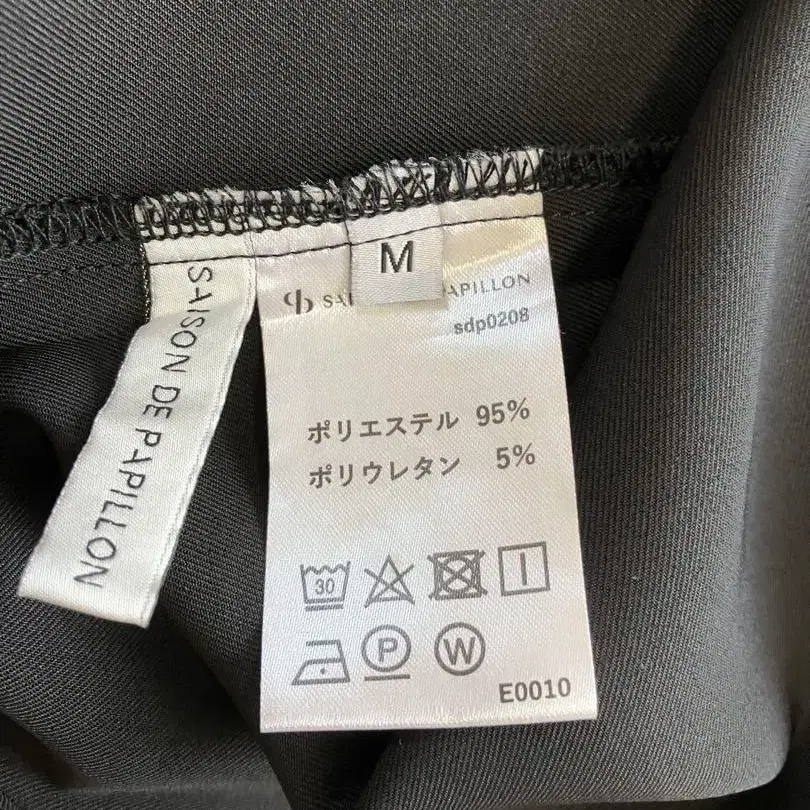 M
SAISON DE PAPILLON
SAI PAPILLON
sdp0208
ポリエステル 95%
ポリウレタン 5%
30
P
W
E0010